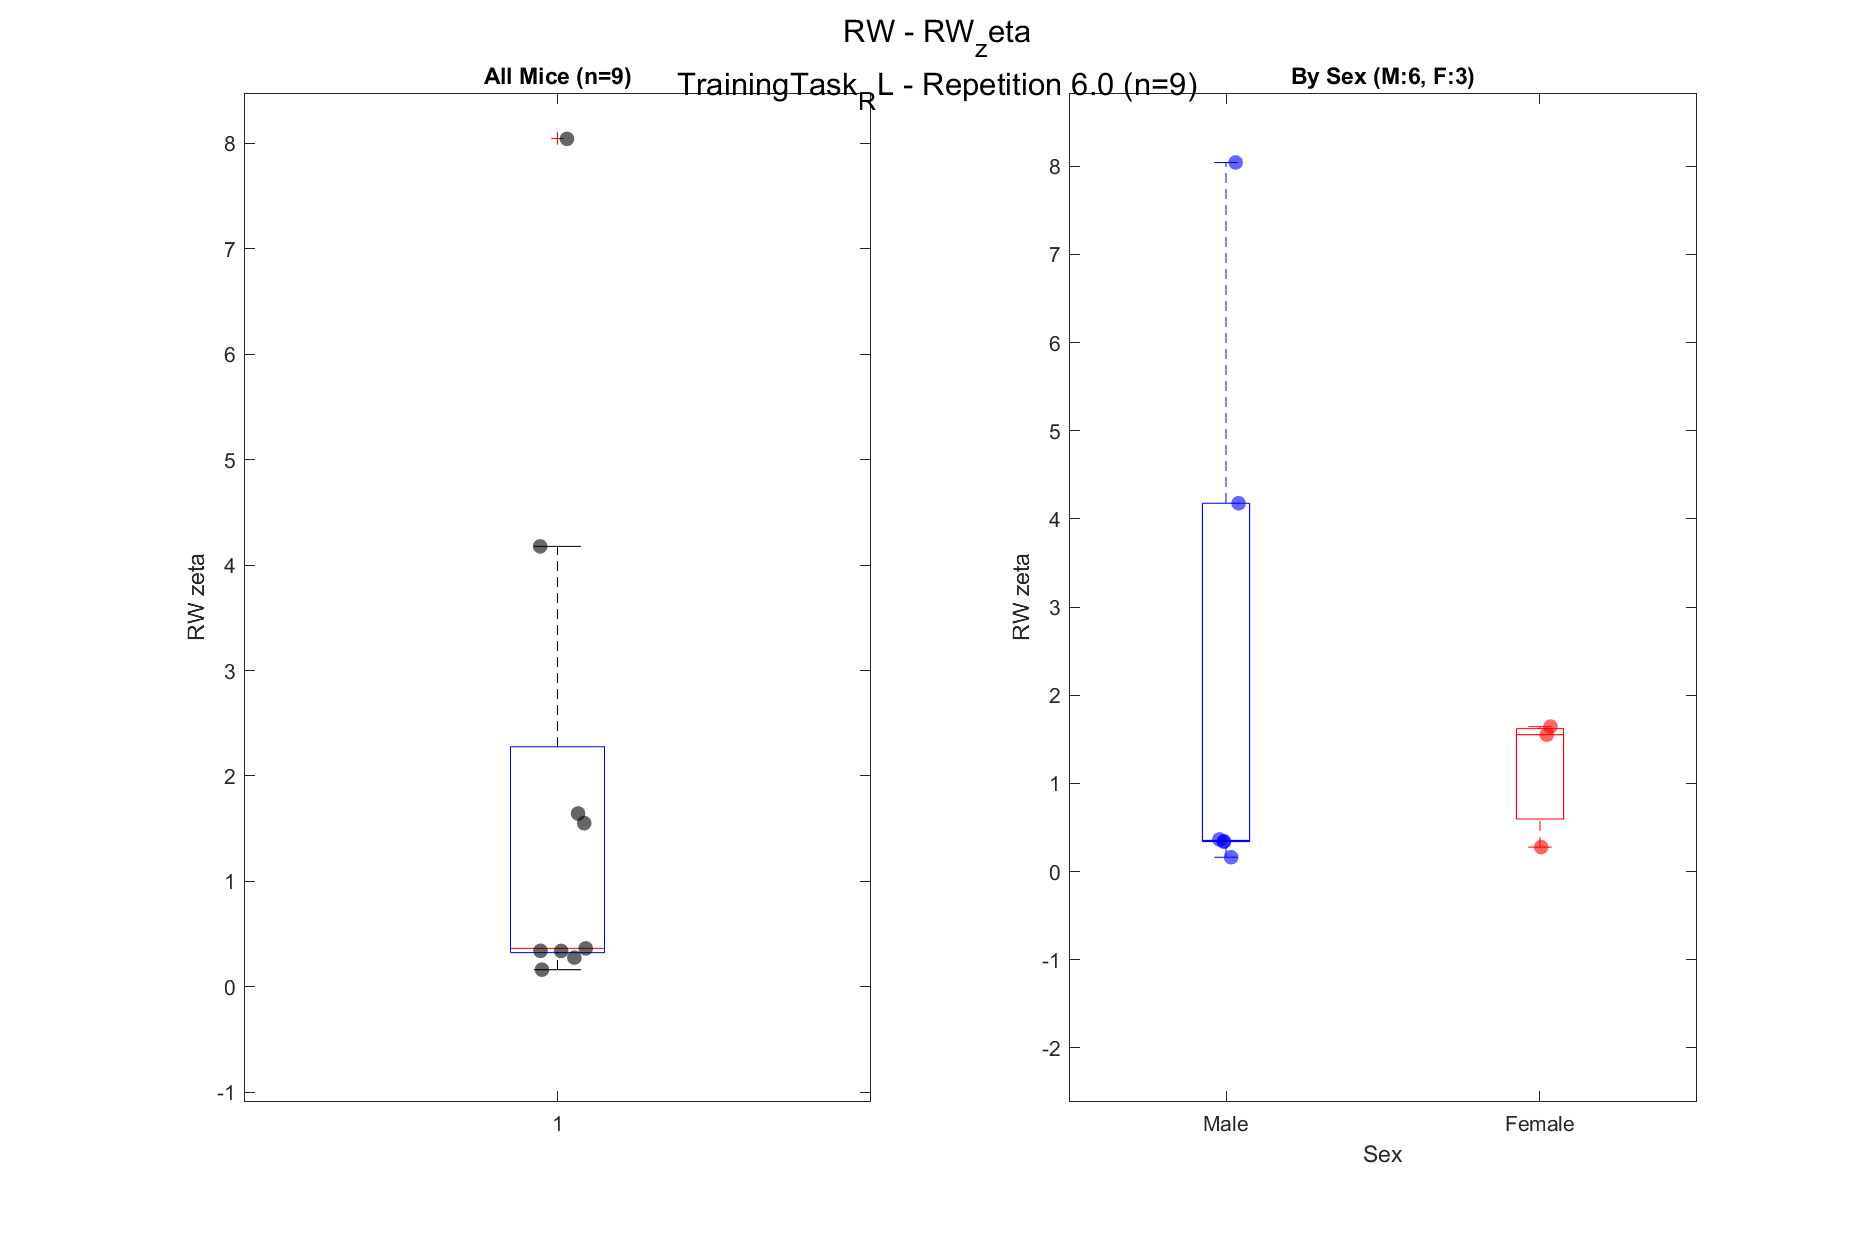 RW - RW_zeta
TrainingTask_RL - Repetition 6.0 (n=9)
All Mice (n=9)
8
7
6
5
4
3
2
1
0
-1
RW zeta
1
By Sex (M:6, F:3)
8
7
6
5
4
3
2
1
0
-1
-2
RW zeta
Male
Female
Sex